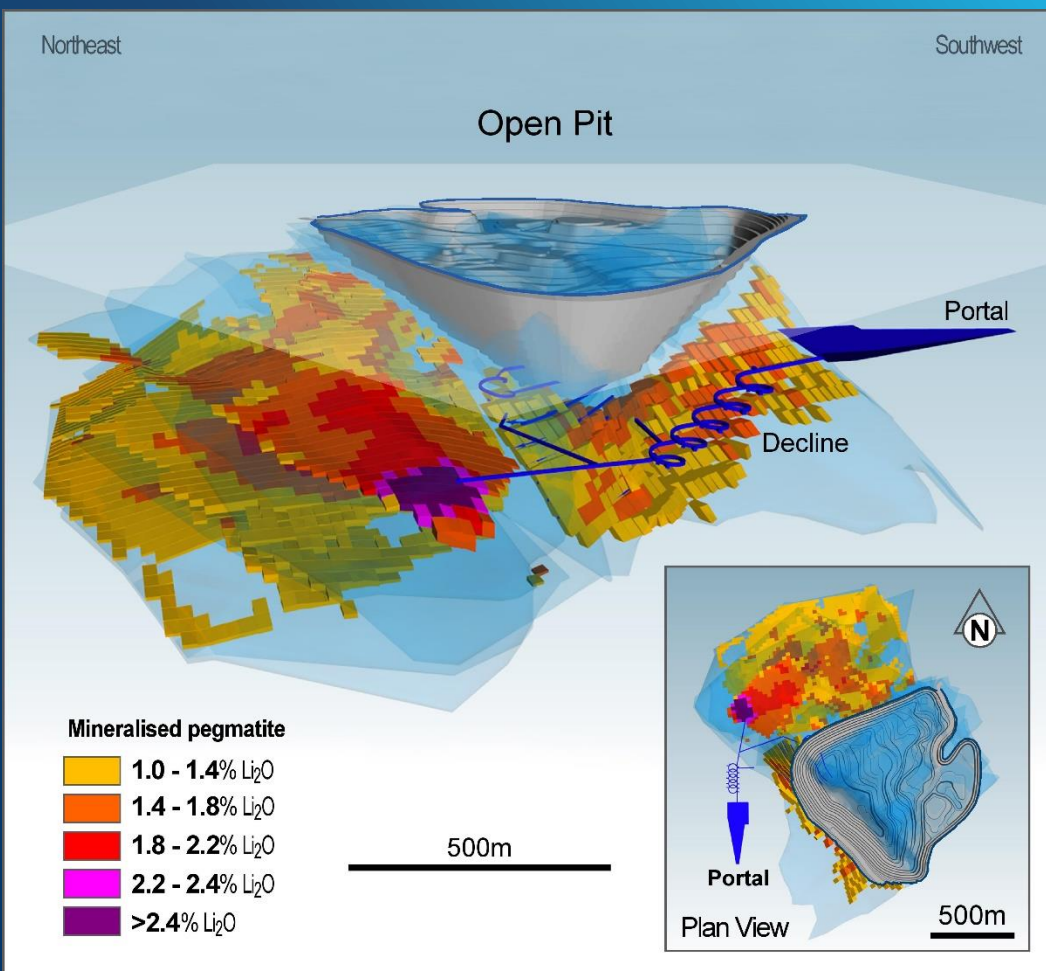 Northeast
Southwest
Open Pit
Portal
Decline
Mineralised pegmatite
1.0 - 1.4% Li₂O
1.4 - 1.8% Li₂O
1.8 - 2.2% Li₂O
2.2 - 2.4% Li₂O
>2.4% Li₂O
500m
N
Portal
Plan View
500m